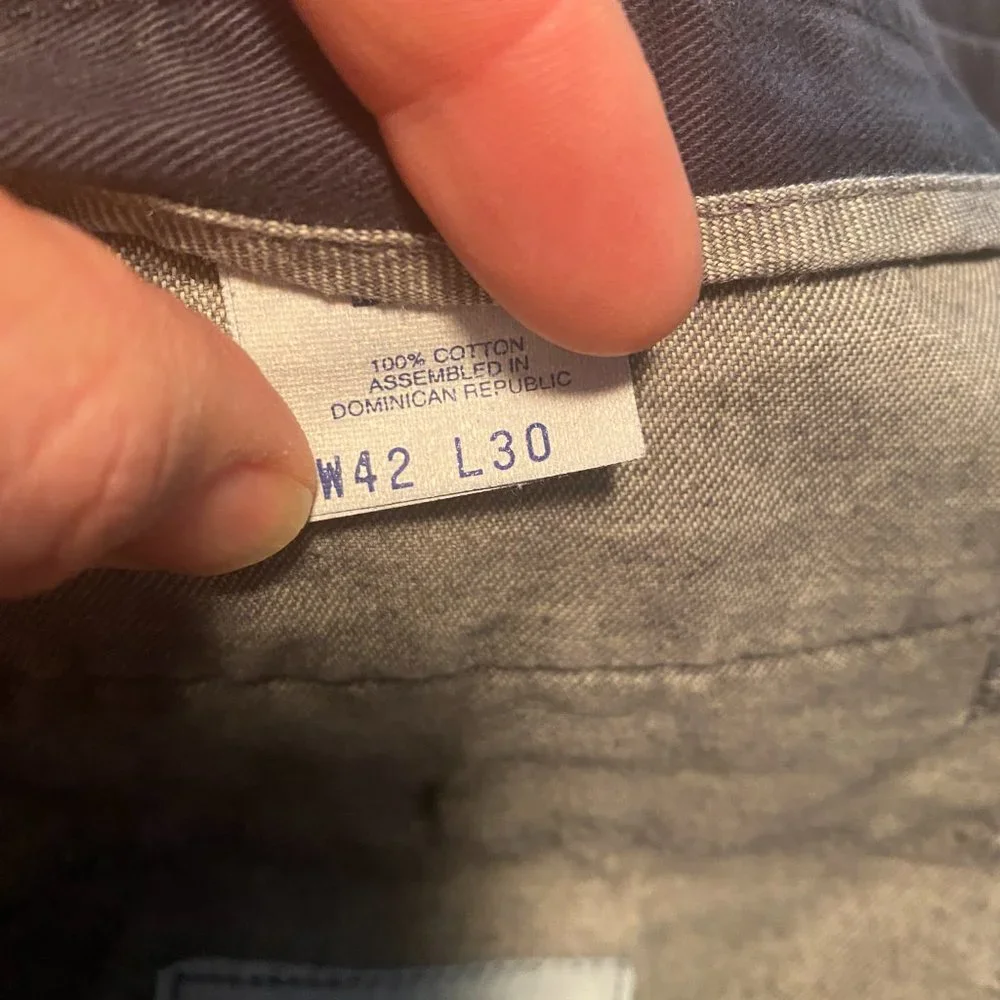 100% COTTON
ASSEMBLED IN
DOMINICAN REPUBLIC
W42 L30